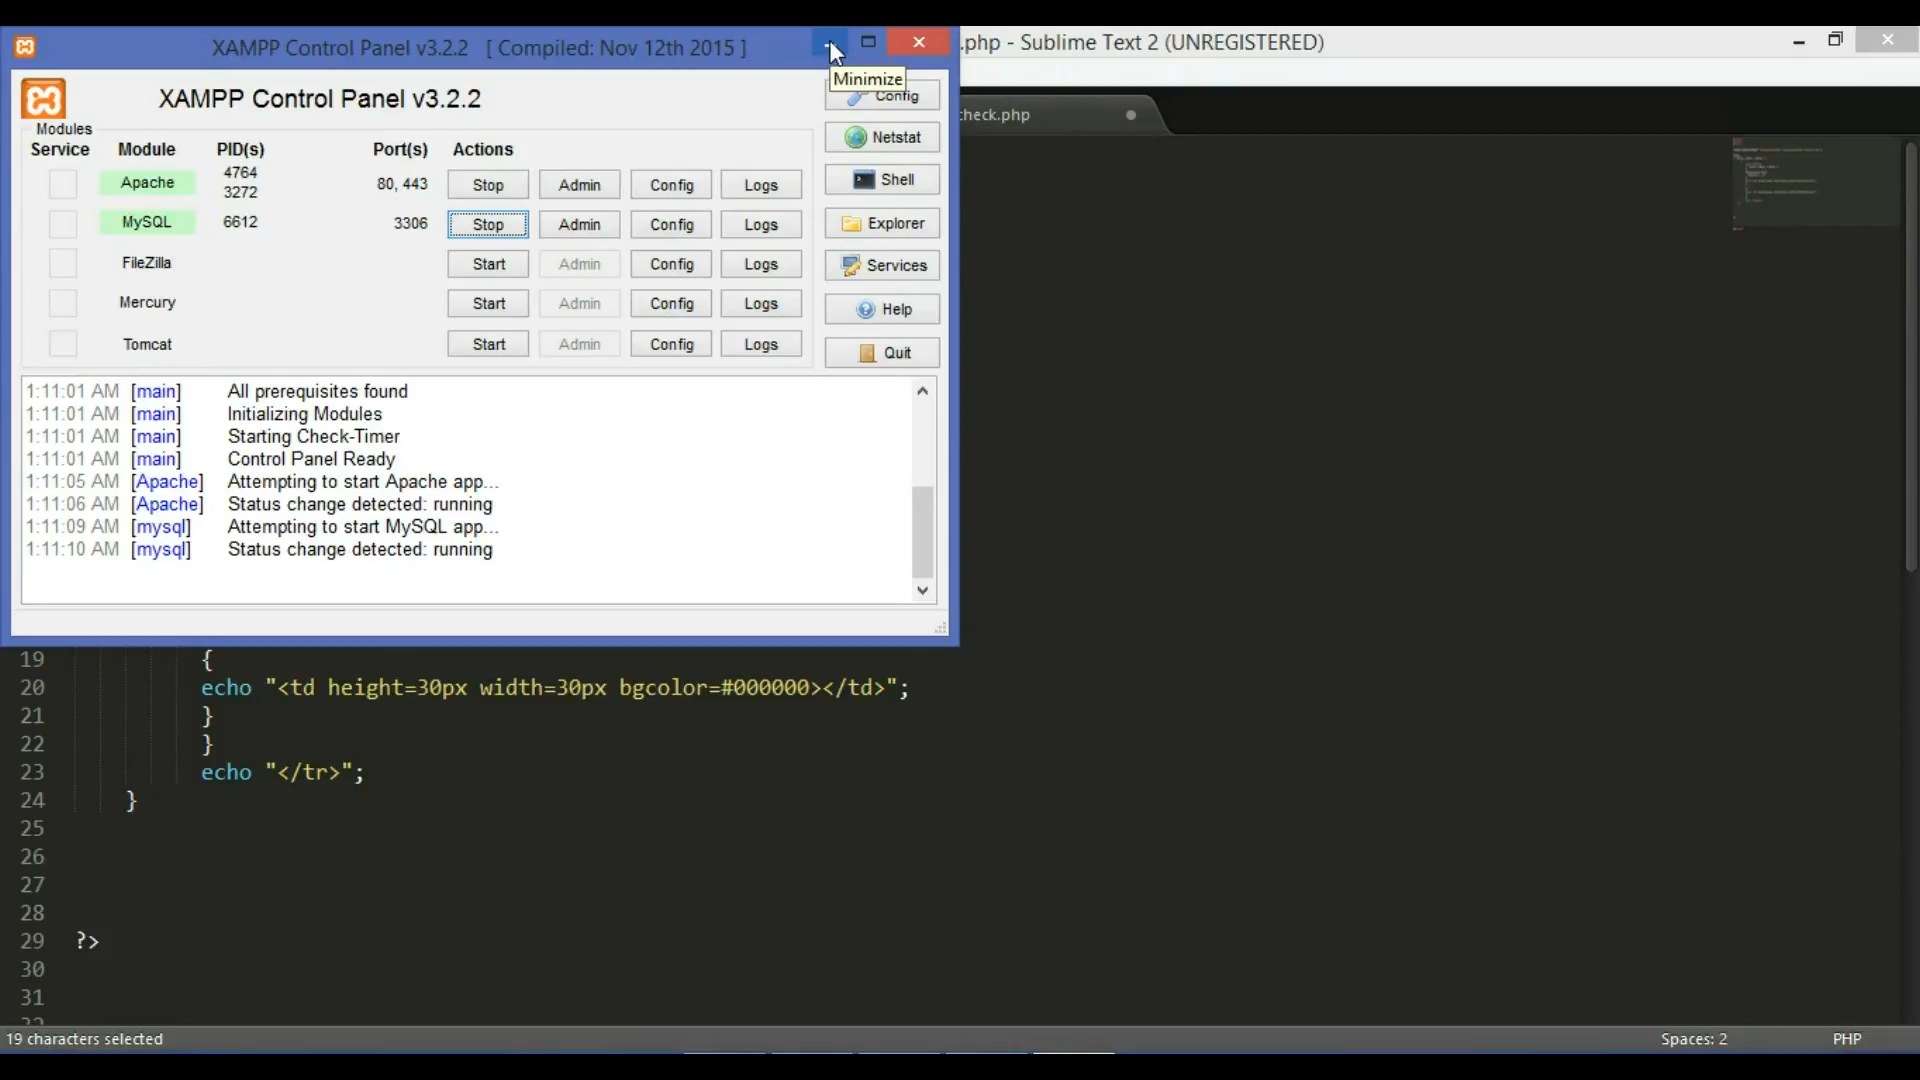 XAMPP Control Panel v3.2.2 [ Compiled: Nov 12th 2015 ]
.php - Sublime Text 2 (UNREGISTERED)
Minimize
XAMPP Control Panel v3.2.2
Config
check.php
Modules
Service Module PID(s) Port(s) Actions
Netstat
Apache 4764 3272 80, 443 Stop Admin Config Logs
Shell
MySQL 6612 3306 Stop Admin Config Logs
Explorer
FileZilla Start Admin Config Logs
Services
Mercury Start Admin Config Logs
Help
Tomcat Start Admin Config Logs
Quit
1:11:01 AM [main] All prerequisites found
1:11:01 AM [main] Initializing Modules
1:11:01 AM [main] Starting Check-Timer
1:11:01 AM [main] Control Panel Ready
1:11:05 AM [Apache] Attempting to start Apache app...
1:11:06 AM [Apache] Status change detected: running
1:11:09 AM [mysql] Attempting to start MySQL app...
1:11:10 AM [mysql] Status change detected: running
19 {
20 echo "<td height=30px width=30px bgcolor=#000000></td>";
21 }
22 }
23 echo "</tr>";
24 }
25
26
27
28
29 ?>
30
31
32
19 characters selected
Spaces: 2 PHP